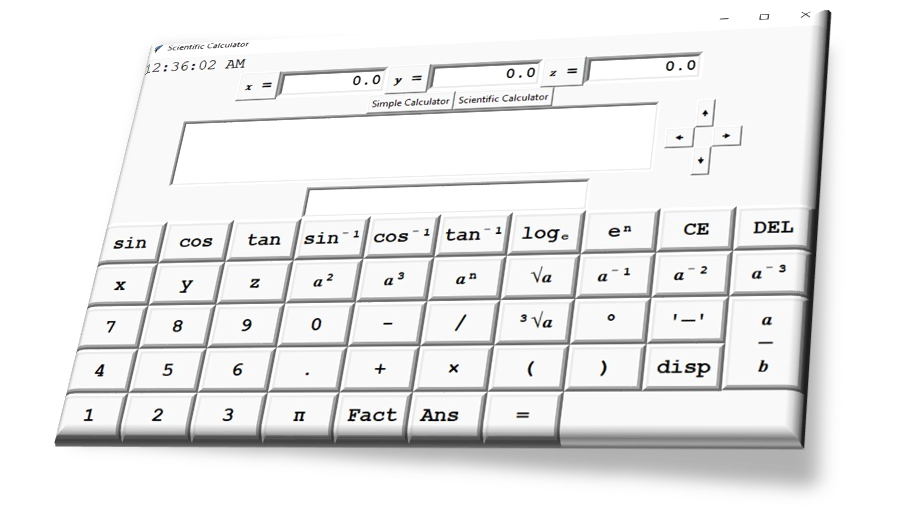 Scientific Calculator
12:36:02 AM
x = 0.0 y = 0.0 z = 0.0
Simple Calculator Scientific Calculator
sin cos tan sin⁻¹ cos⁻¹ tan⁻¹ logₑ eⁿ CE DEL
x y z a² a³ aⁿ √a a⁻¹ a⁻² a⁻³
7 8 9 0 - / ³√a ° '—' a
—
4 5 6 . + × ( ) disp b
1 2 3 π Fact Ans =